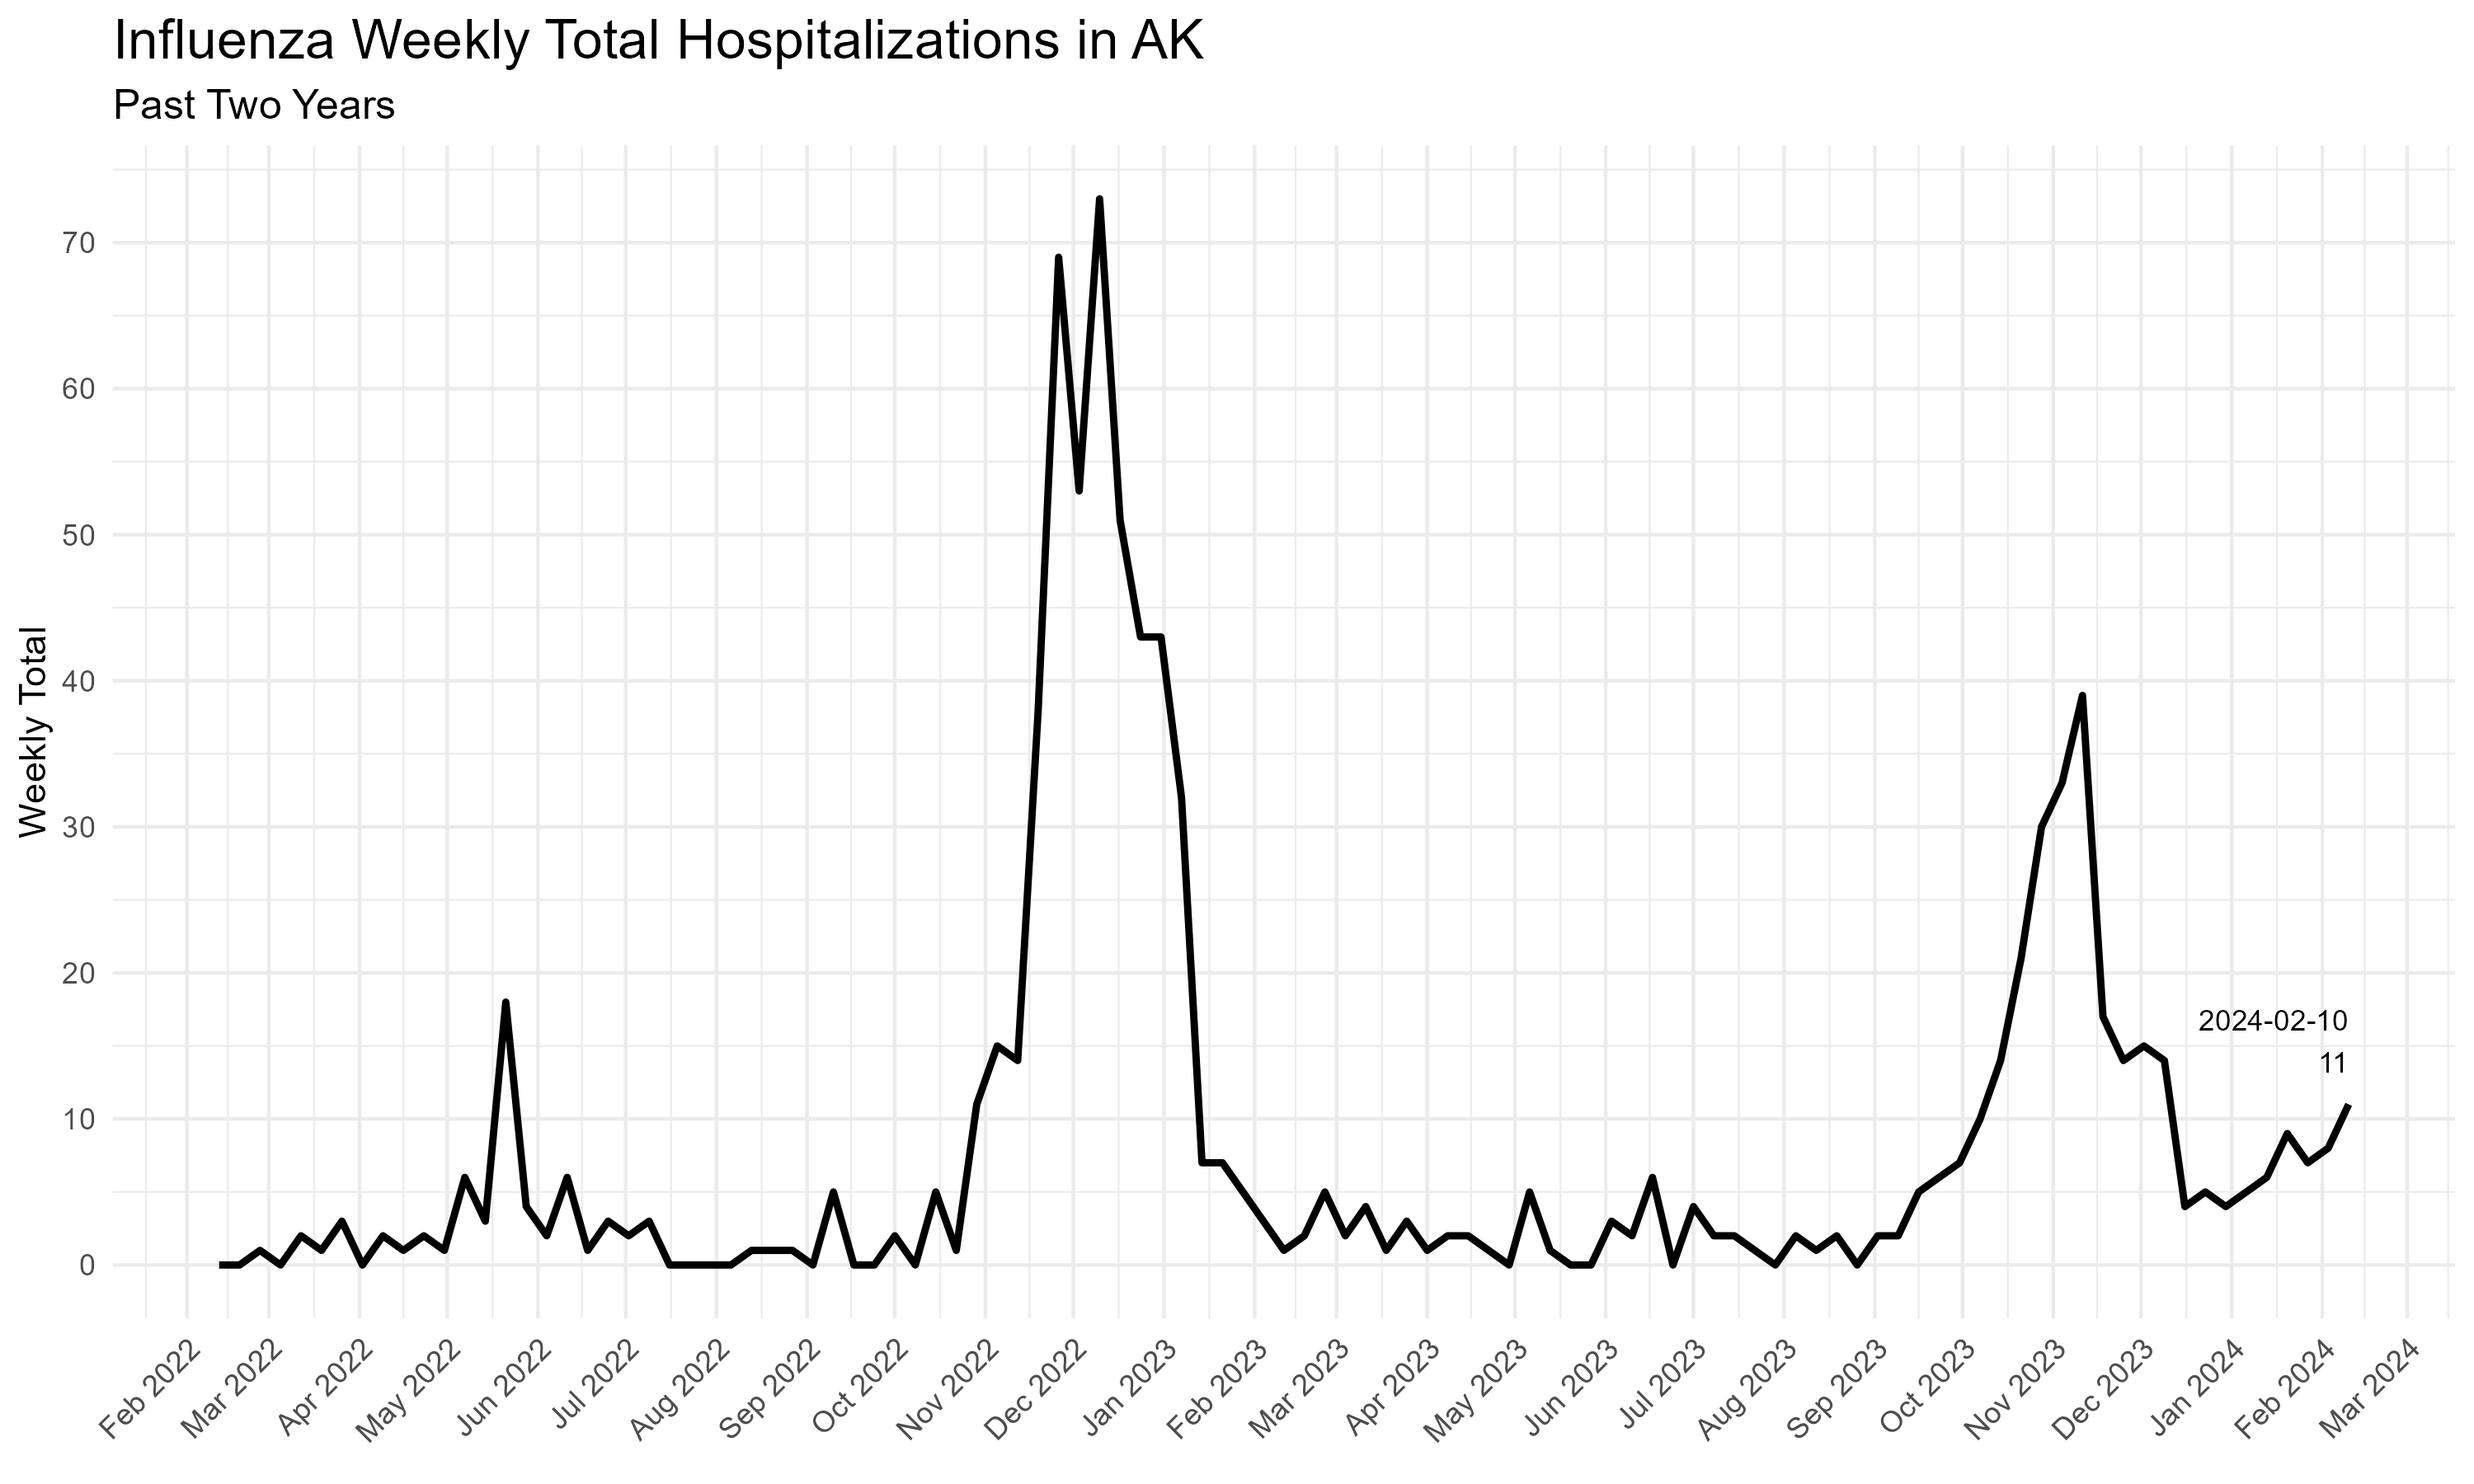 Influenza Weekly Total Hospitalizations in AK
Past Two Years
Weekly Total
70
60
50
40
30
20
10
0
2024-02-10
11
Feb 2022
Mar 2022
Apr 2022
May 2022
Jun 2022
Jul 2022
Aug 2022
Sep 2022
Oct 2022
Nov 2022
Dec 2022
Jan 2023
Feb 2023
Mar 2023
Apr 2023
May 2023
Jun 2023
Jul 2023
Aug 2023
Sep 2023
Oct 2023
Nov 2023
Dec 2023
Jan 2024
Feb 2024
Mar 2024